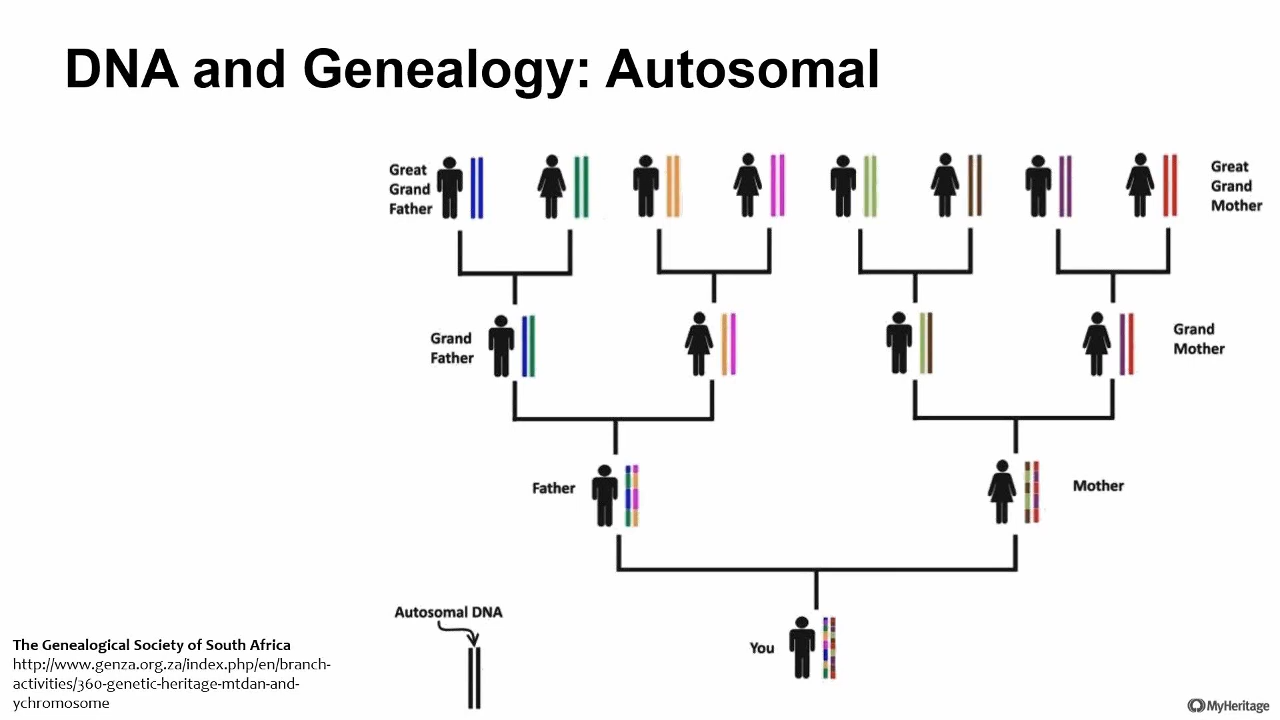 DNA and Genealogy: Autosomal
Great
Grand
Father
Great
Grand
Mother
Grand
Father
Grand
Mother
Father
Mother
Autosomal DNA
You
The Genealogical Society of South Africa
http://www.genza.org.za/index.php/en/branch-
activities/360-genetic-heritage-mtdan-and-
ychromosome
MyHeritage